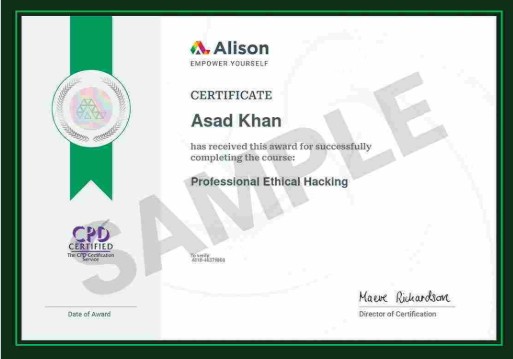 Alison
EMPOWER YOURSELF
CERTIFICATE
Asad Khan
has received this award for successfully
completing the course:
Professional Ethical Hacking
SAMPLE
CPD
CERTIFIED
The CPD Certification
Service
To verify
Maeve Richardson
Date of Award
Director of Certification